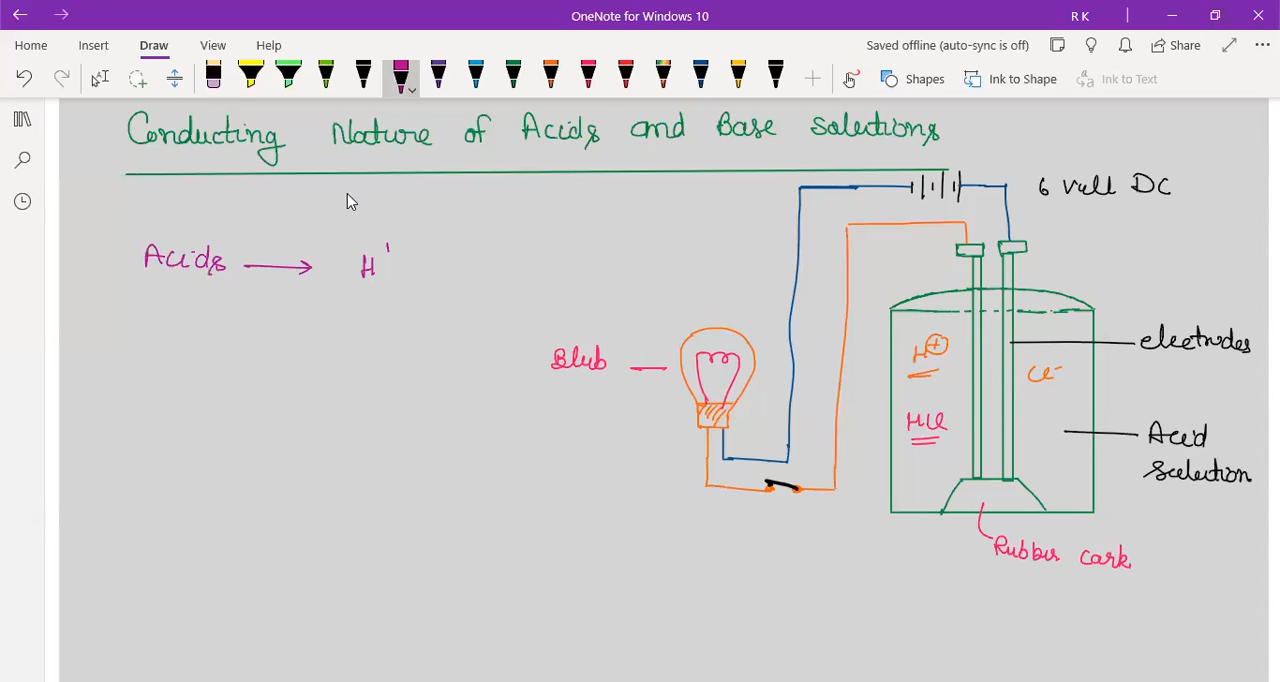 OneNote for Windows 10
R K
Home Insert Draw View Help
Saved offline (auto-sync is off)
Share
Shapes
Ink to Shape
Ink to Text
Conducting Nature of Acids and Base Solutions
6 volt DC
Acids → H'
Blub
H⊕
Cl-
HCl
electrodes
Acid
Solution
Rubber cark